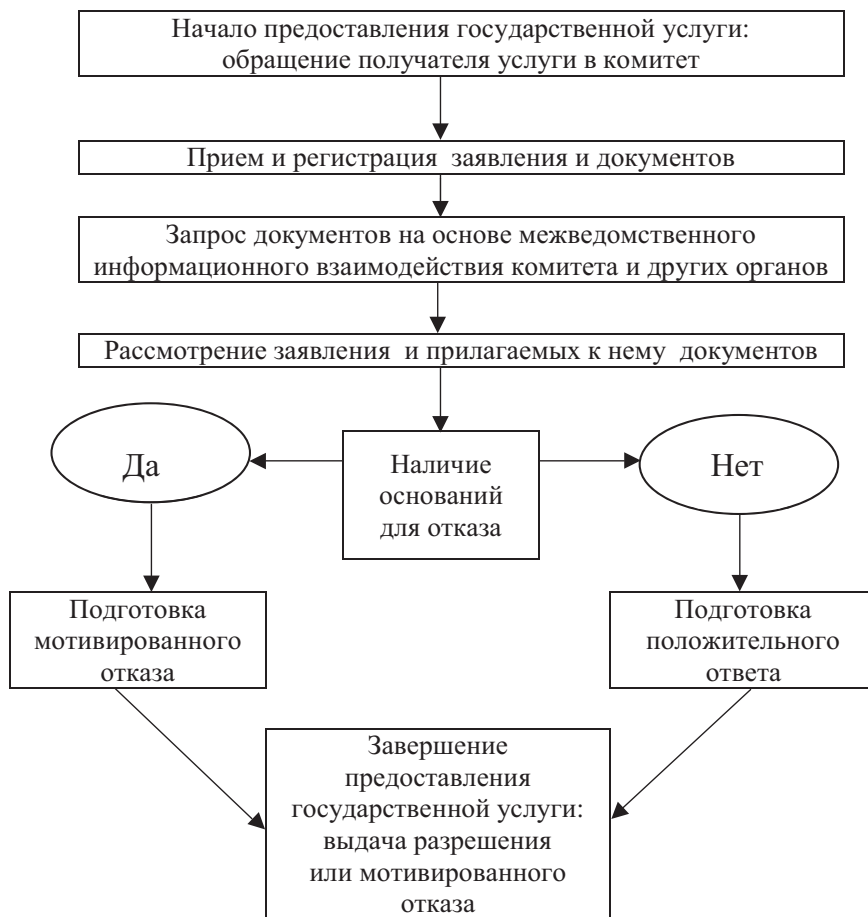 Начало предоставления государственной услуги:
обращение получателя услуги в комитет
Прием и регистрация заявления и документов
Запрос документов на основе межведомственного
информационного взаимодействия комитета и других органов
Рассмотрение заявления и прилагаемых к нему документов
Да
Наличие
оснований
для отказа
Нет
Подготовка
мотивированного
отказа
Подготовка
положительного
ответа
Завершение
предоставления
государственной услуги:
выдача разрешения
или мотивированного
отказа